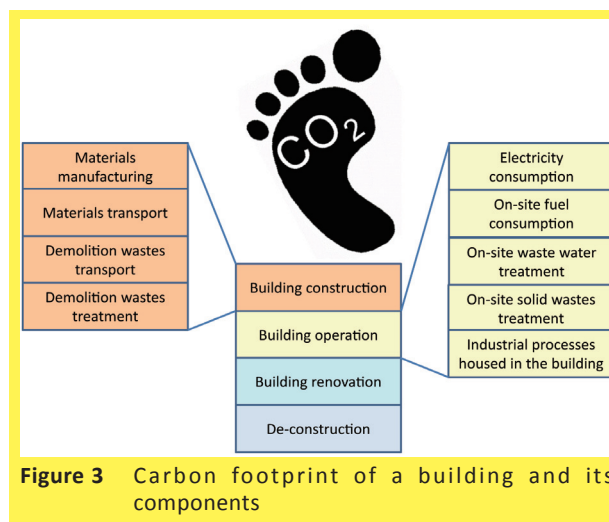 CO2
Materials
manufacturing
Materials transport
Demolition wastes
transport
Demolition wastes
treatment
Building construction
Building operation
Building renovation
De-construction
Electricity
consumption
On-site fuel
consumption
On-site waste water
treatment
On-site solid wastes
treatment
Industrial processes
housed in the building
Figure 3 Carbon footprint of a building and its
components